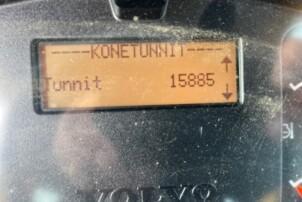 -----KONETUNNIT----
Tunnit 15885
VOLVO